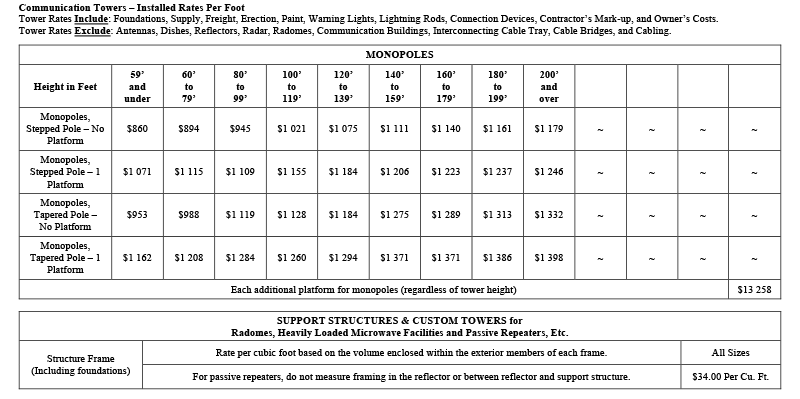 Communication Towers – Installed Rates Per Foot
Tower Rates Include: Foundations, Supply, Freight, Erection, Paint, Warning Lights, Lightning Rods, Connection Devices, Contractor's Mark-up, and Owner's Costs.
Tower Rates Exclude: Antennas, Dishes, Reflectors, Radar, Radomes, Communication Buildings, Interconnecting Cable Tray, Cable Bridges, and Cabling.
MONOPOLES
Height in Feet 59' and under 60' to 79' 80' to 99' 100' to 119' 120' to 139' 140' to 159' 160' to 179' 180' to 199' 200' and over
Monopoles, Stepped Pole – No Platform $860 $894 $945 $1 021 $1 075 $1 111 $1 140 $1 161 $1 179 ~ ~ ~ ~
Monopoles, Stepped Pole – 1 Platform $1 071 $1 115 $1 109 $1 155 $1 184 $1 206 $1 223 $1 237 $1 246 ~ ~ ~ ~
Monopoles, Tapered Pole – No Platform $953 $988 $1 119 $1 128 $1 184 $1 275 $1 289 $1 313 $1 332 ~ ~ ~ ~
Monopoles, Tapered Pole – 1 Platform $1 162 $1 208 $1 284 $1 260 $1 294 $1 371 $1 371 $1 386 $1 398 ~ ~ ~ ~
Each additional platform for monopoles (regardless of tower height) $13 258
SUPPORT STRUCTURES & CUSTOM TOWERS for
Radomes, Heavily Loaded Microwave Facilities and Passive Repeaters, Etc.
Structure Frame (Including foundations) Rate per cubic foot based on the volume enclosed within the exterior members of each frame. All Sizes
For passive repeaters, do not measure framing in the reflector or between reflector and support structure. $34.00 Per Cu. Ft.